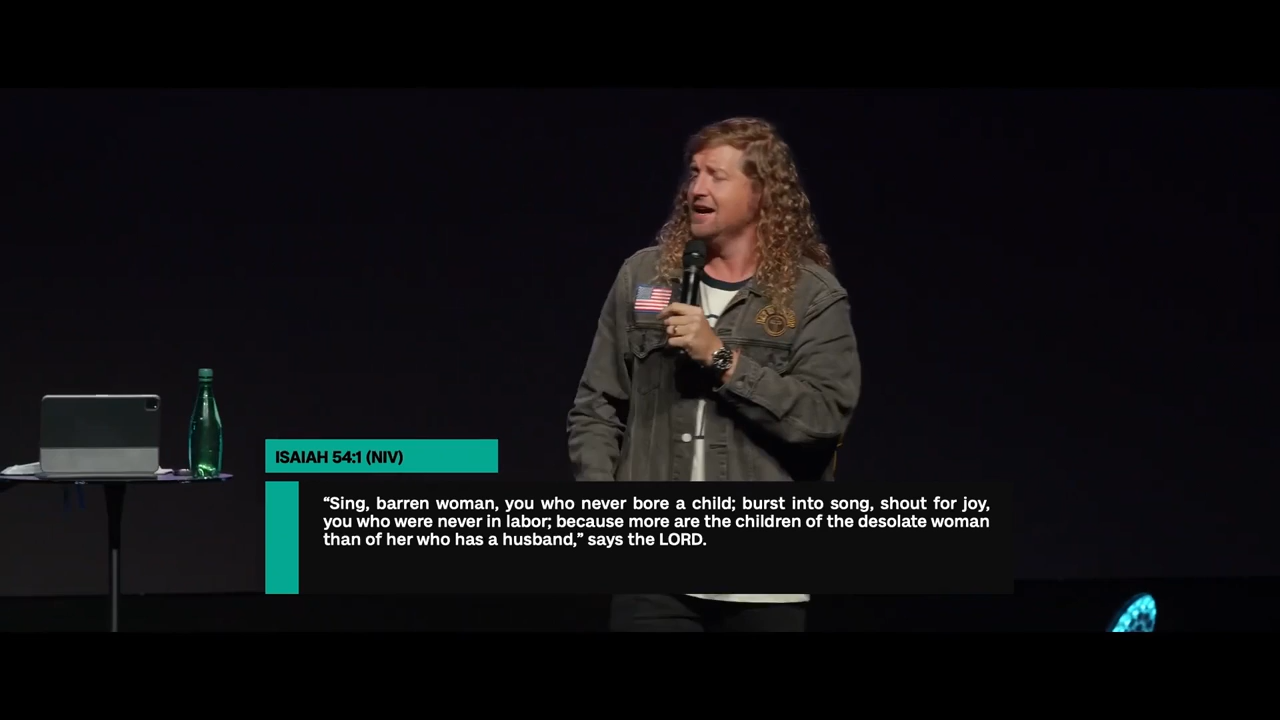 ISAIAH 54:1 (NIV)
“Sing, barren woman, you who never bore a child; burst into song, shout for joy,
you who were never in labor; because more are the children of the desolate woman
than of her who has a husband,” says the LORD.